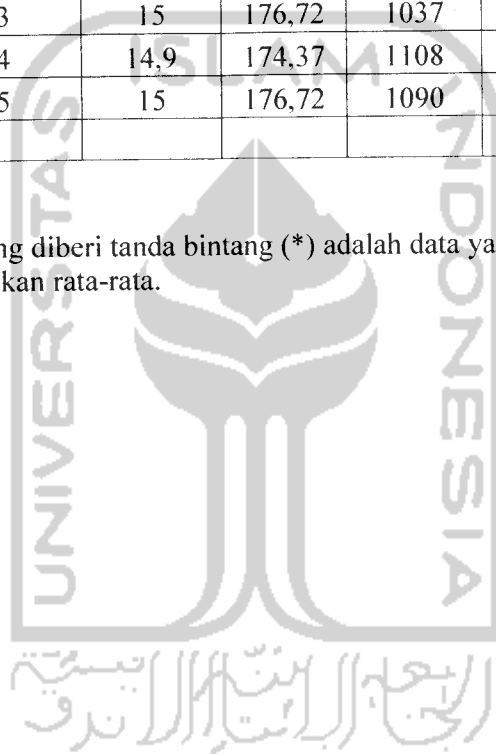 3 15 176,72 1037
4 14,9 174,37 1108
5 15 176,72 1090
ng diberi tanda bintang (*) adalah data ya
kan rata-rata.
ISLAM
UNIVERSITAS
INDONESIA